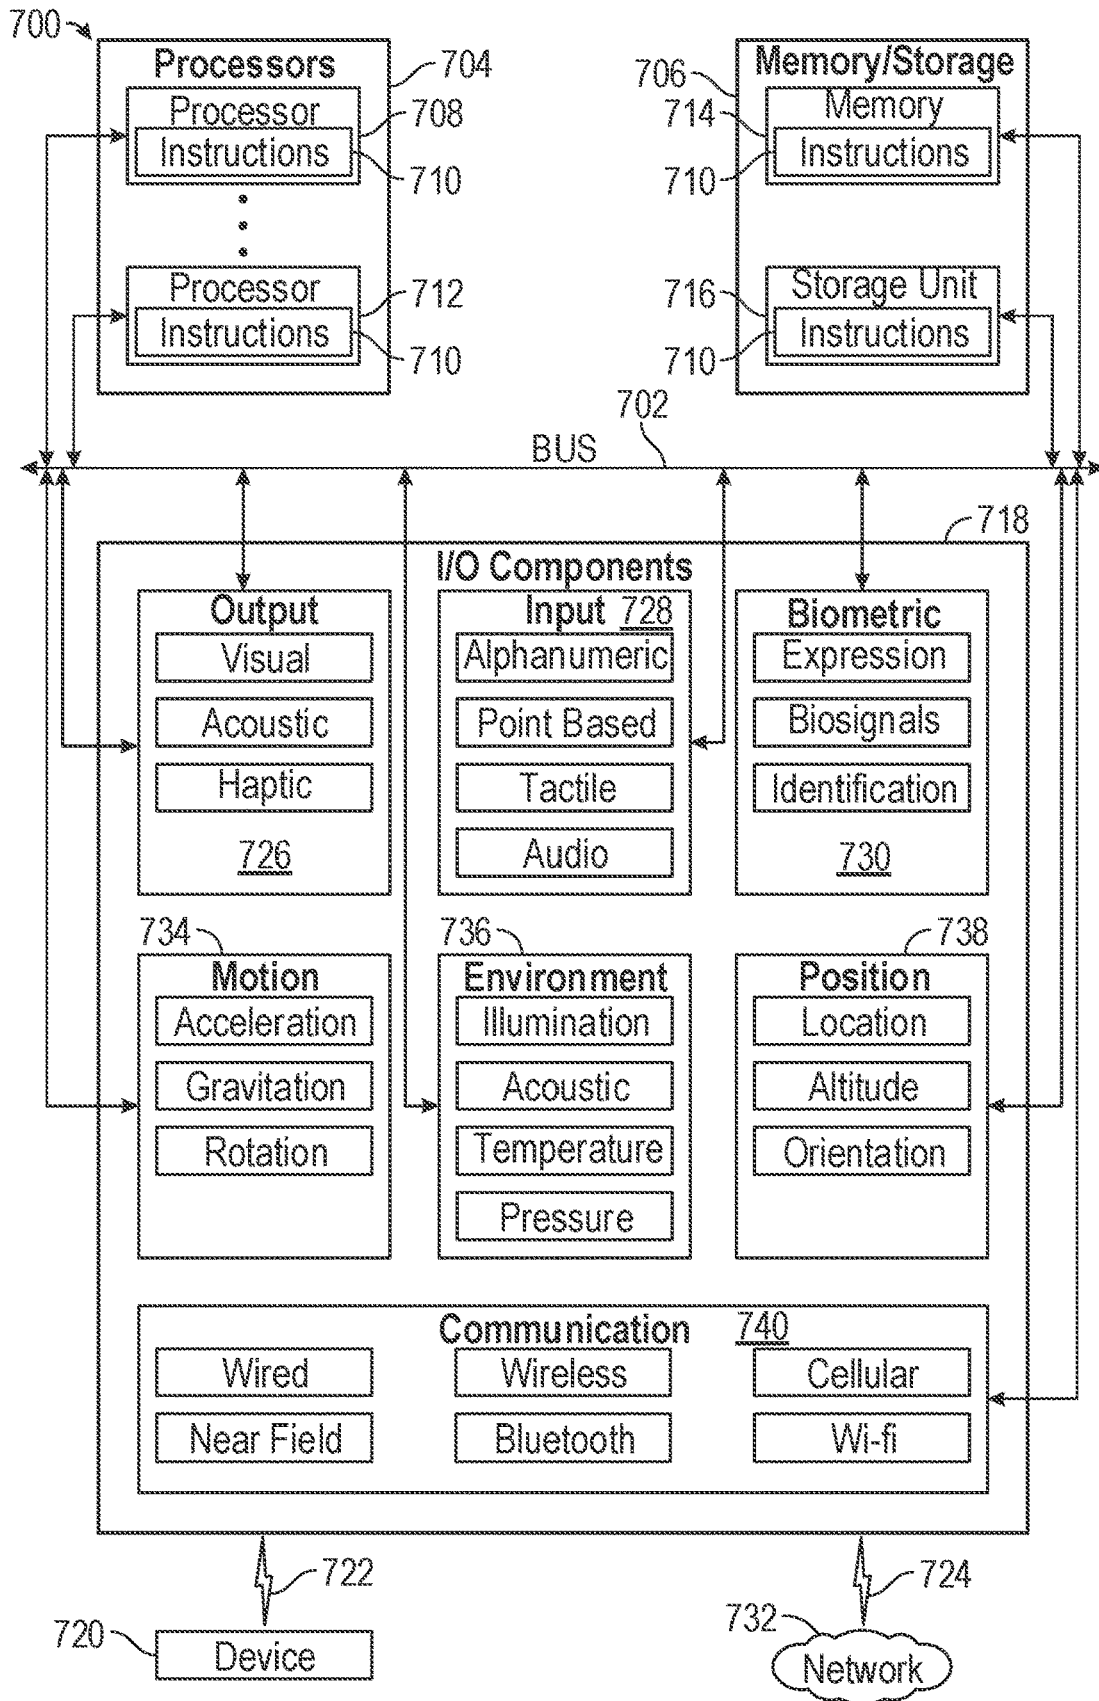 700
Processors
704
Processor
708
Instructions
710
Processor
712
Instructions
710
Memory/Storage
706
Memory
714
Instructions
710
Storage Unit
716
Instructions
710
702
BUS
718
I/O Components
Output
Visual
Acoustic
Haptic
726
Input 728
Alphanumeric
Point Based
Tactile
Audio
Biometric
Expression
Biosignals
Identification
730
734
Motion
Acceleration
Gravitation
Rotation
736
Environment
Illumination
Acoustic
Temperature
Pressure
738
Position
Location
Altitude
Orientation
Communication 740
Wired
Wireless
Cellular
Near Field
Bluetooth
Wi-fi
722
724
720
Device
732
Network